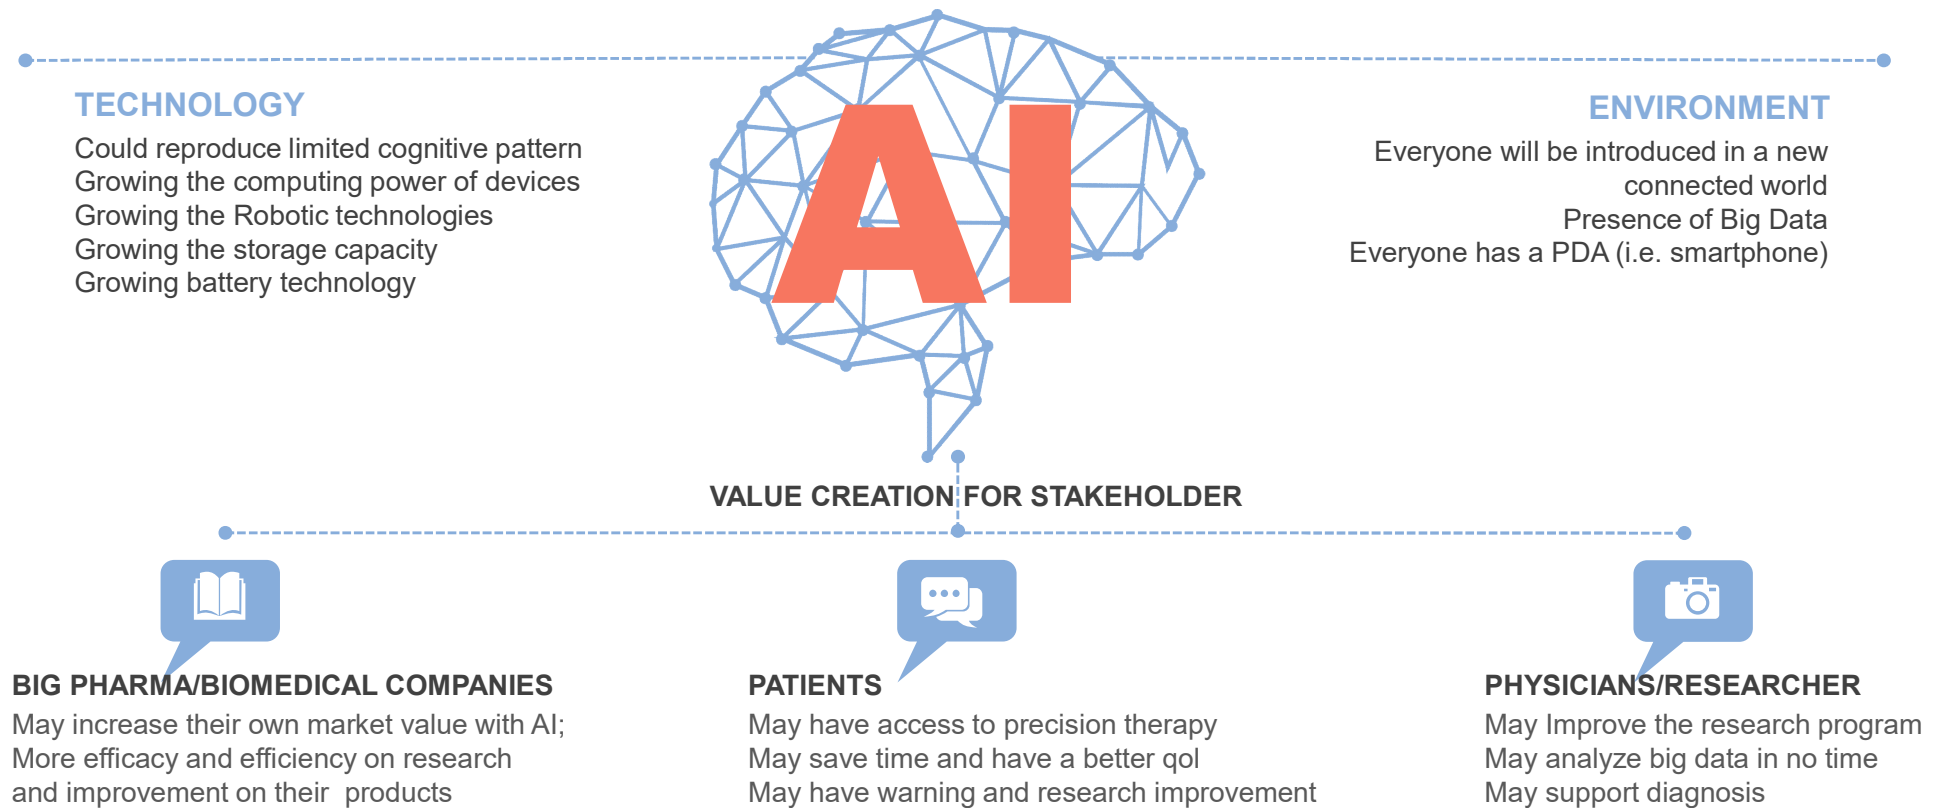 AI
TECHNOLOGY
Could reproduce limited cognitive pattern
Growing the computing power of devices
Growing the Robotic technologies
Growing the storage capacity
Growing battery technology
ENVIRONMENT
Everyone will be introduced in a new
connected world
Presence of Big Data
Everyone has a PDA (i.e. smartphone)
VALUE CREATION FOR STAKEHOLDER
BIG PHARMA/BIOMEDICAL COMPANIES
May increase their own market value with AI;
More efficacy and efficiency on research
and improvement on their products
PATIENTS
May have access to precision therapy
May save time and have a better qol
May have warning and research improvement
PHYSICIANS/RESEARCHER
May Improve the research program
May analyze big data in no time
May support diagnosis